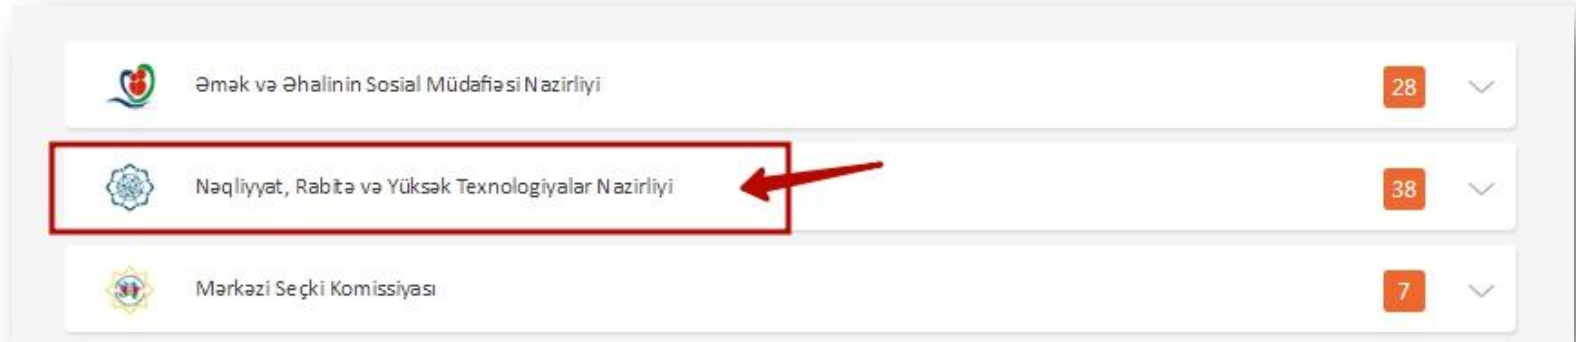 Əmək və Əhalinin Sosial Müdafiəsi Nazirliyi 28
Nəqliyyat, Rabitə və Yüksək Texnologiyalar Nazirliyi 38
Mərkəzi Seçki Komissiyası 7